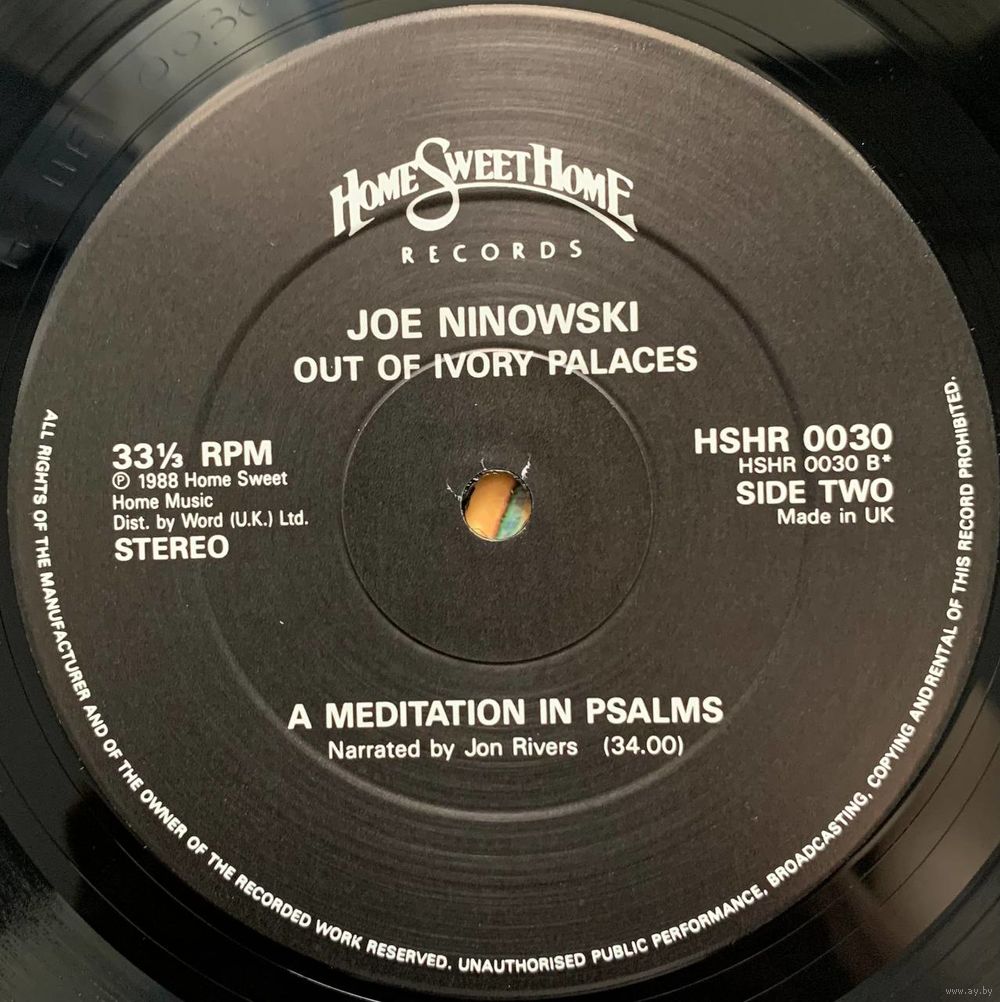 HOME SWEET HOME
RECORDS
JOE NINOWSKI
OUT OF IVORY PALACES
33⅓ RPM
℗ 1988 Home Sweet
Home Music
Dist. by Word (U.K.) Ltd.
STEREO
HSHR 0030
HSHR 0030 B*
SIDE TWO
Made in UK
A MEDITATION IN PSALMS
Narrated by Jon Rivers (34.00)
ALL RIGHTS OF THE MANUFACTURER AND OF THE OWNER OF THE RECORDED WORK RESERVED. UNAUTHORISED PUBLIC PERFORMANCE, BROADCASTING, COPYING AND RENTAL OF THIS RECORD PROHIBITED.
www.ay.by